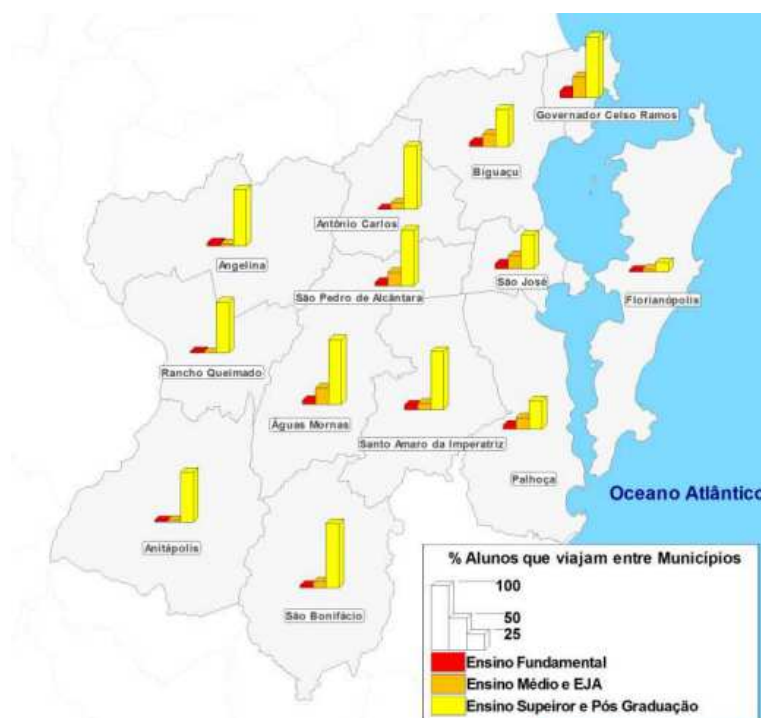 Governador Celso Ramos
Biguaçu
Antônio Carlos
Angelina
São José
Florianópolis
São Pedro de Alcântara
Rancho Queimado
Águas Mornas
Santo Amaro da Imperatriz
Palhoça
Oceano Atlântico
Anitápolis
São Bonifácio
% Alunos que viajam entre Municípios
100
50
25
Ensino Fundamental
Ensino Médio e EJA
Ensino Supeiror e Pós Graduação